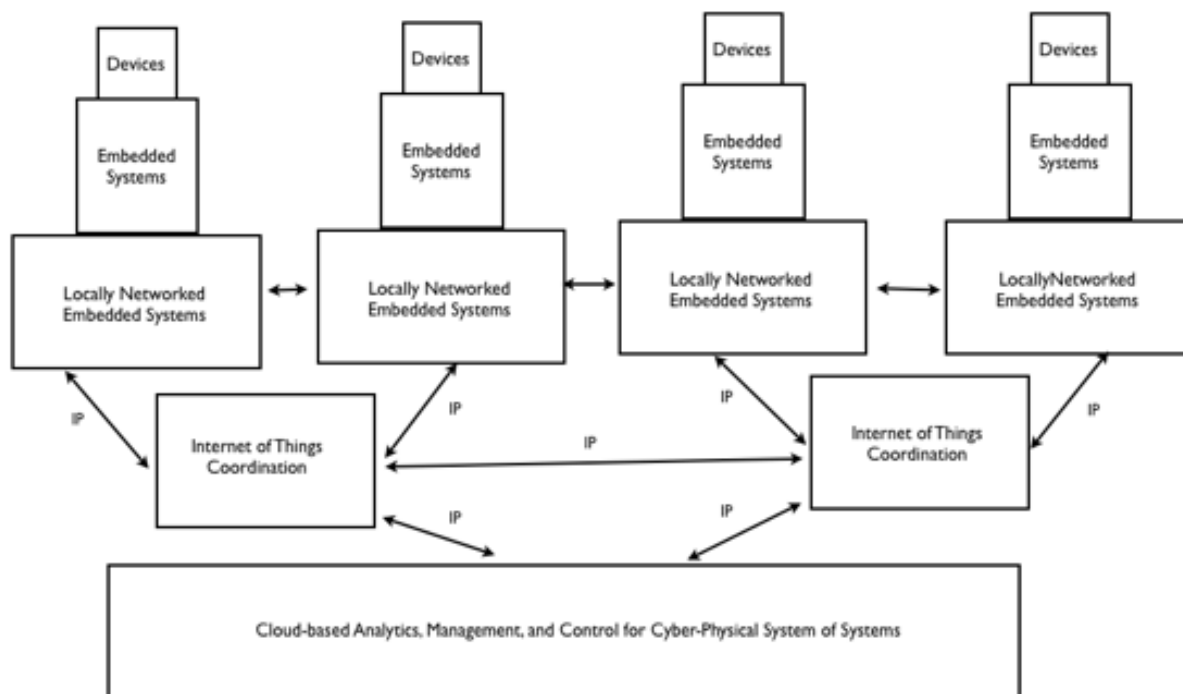 Devices
Devices
Devices
Devices
Embedded
Systems
Embedded
Systems
Embedded
Systems
Embedded
Systems
Locally Networked
Embedded Systems
Locally Networked
Embedded Systems
Locally Networked
Embedded Systems
LocallyNetworked
Embedded Systems
IP
IP
IP
IP
Internet of Things
Coordination
IP
Internet of Things
Coordination
IP
IP
Cloud-based Analytics, Management, and Control for Cyber-Physical System of Systems